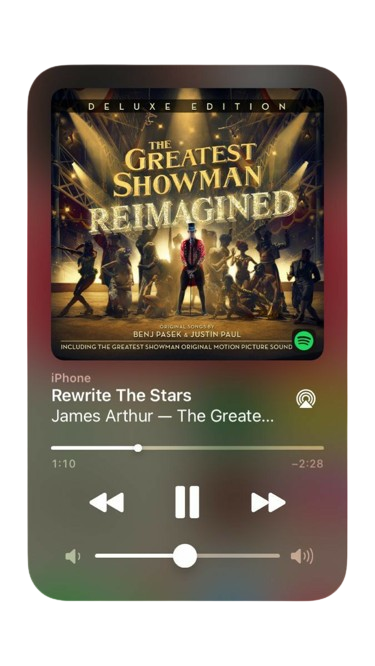 DELUXE EDITION
THE
GREATEST
SHOWMAN
REIMAGINED
ORIGINAL SONGS BY
BENJ PASEK & JUSTIN PAUL
INCLUDING THE GREATEST SHOWMAN ORIGINAL MOTION PICTURE SOUND
iPhone
Rewrite The Stars
James Arthur — The Greate...
1:10
–2:28